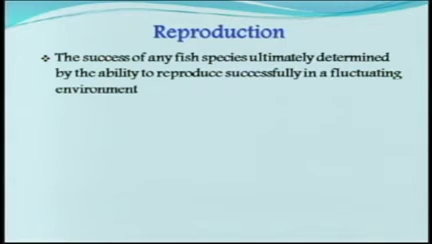 Reproduction
❖ The success of any fish species ultimately determined
by the ability to reproduce successfully in a fluctuating
environment